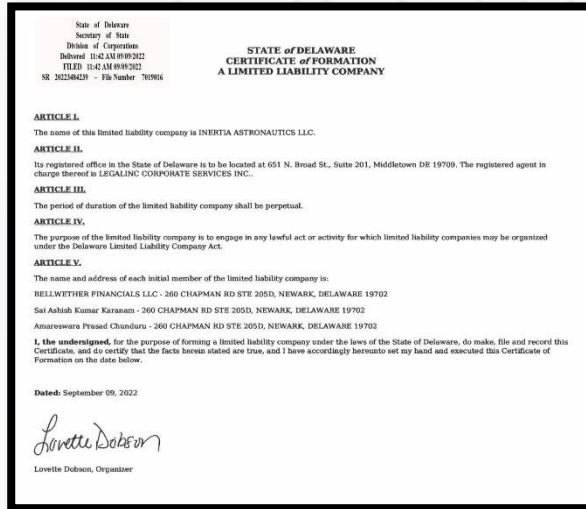 State of Delaware
Secretary of State
Division of Corporations
Delivered 11:42 AM 09/09/2022
FILED 11:42 AM 09/09/2022
SR 20223484239 - File Number 7019016
STATE of DELAWARE
CERTIFICATE of FORMATION
A LIMITED LIABILITY COMPANY
ARTICLE I.
The name of this limited liability company is INERTIA ASTRONAUTICS LLC.
ARTICLE II.
Its registered office in the State of Delaware is to be located at 651 N. Broad St., Suite 201, Middletown DE 19709. The registered agent in
charge thereof is LEGALINC CORPORATE SERVICES INC..
ARTICLE III.
The period of duration of the limited liability company shall be perpetual.
ARTICLE IV.
The purpose of the limited liability company is to engage in any lawful act or activity for which limited liability companies may be organized
under the Delaware Limited Liability Company Act.
ARTICLE V.
The name and address of each initial member of the limited liability company is:
BELLWETHER FINANCIALS LLC - 260 CHAPMAN RD STE 205D, NEWARK, DELAWARE 19702
Sai Ashish Kumar Karanam - 260 CHAPMAN RD STE 205D, NEWARK, DELAWARE 19702
Amareswara Prasad Chunduru - 260 CHAPMAN RD STE 205D, NEWARK, DELAWARE 19702
I, the undersigned, for the purpose of forming a limited liability company under the laws of the State of Delaware, do make, file and record this
Certificate, and do certify that the facts herein stated are true, and I have accordingly hereunto set my hand and executed this Certificate of
Formation on the date below.
Dated: September 09, 2022
Lovette Dobson
Lovette Dobson, Organizer